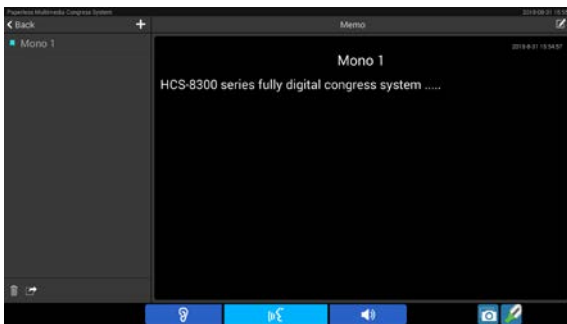 Paperless Multimedia Congress System
Back
Memo
Mono 1
Mono 1
HCS-8300 series fully digital congress system .....